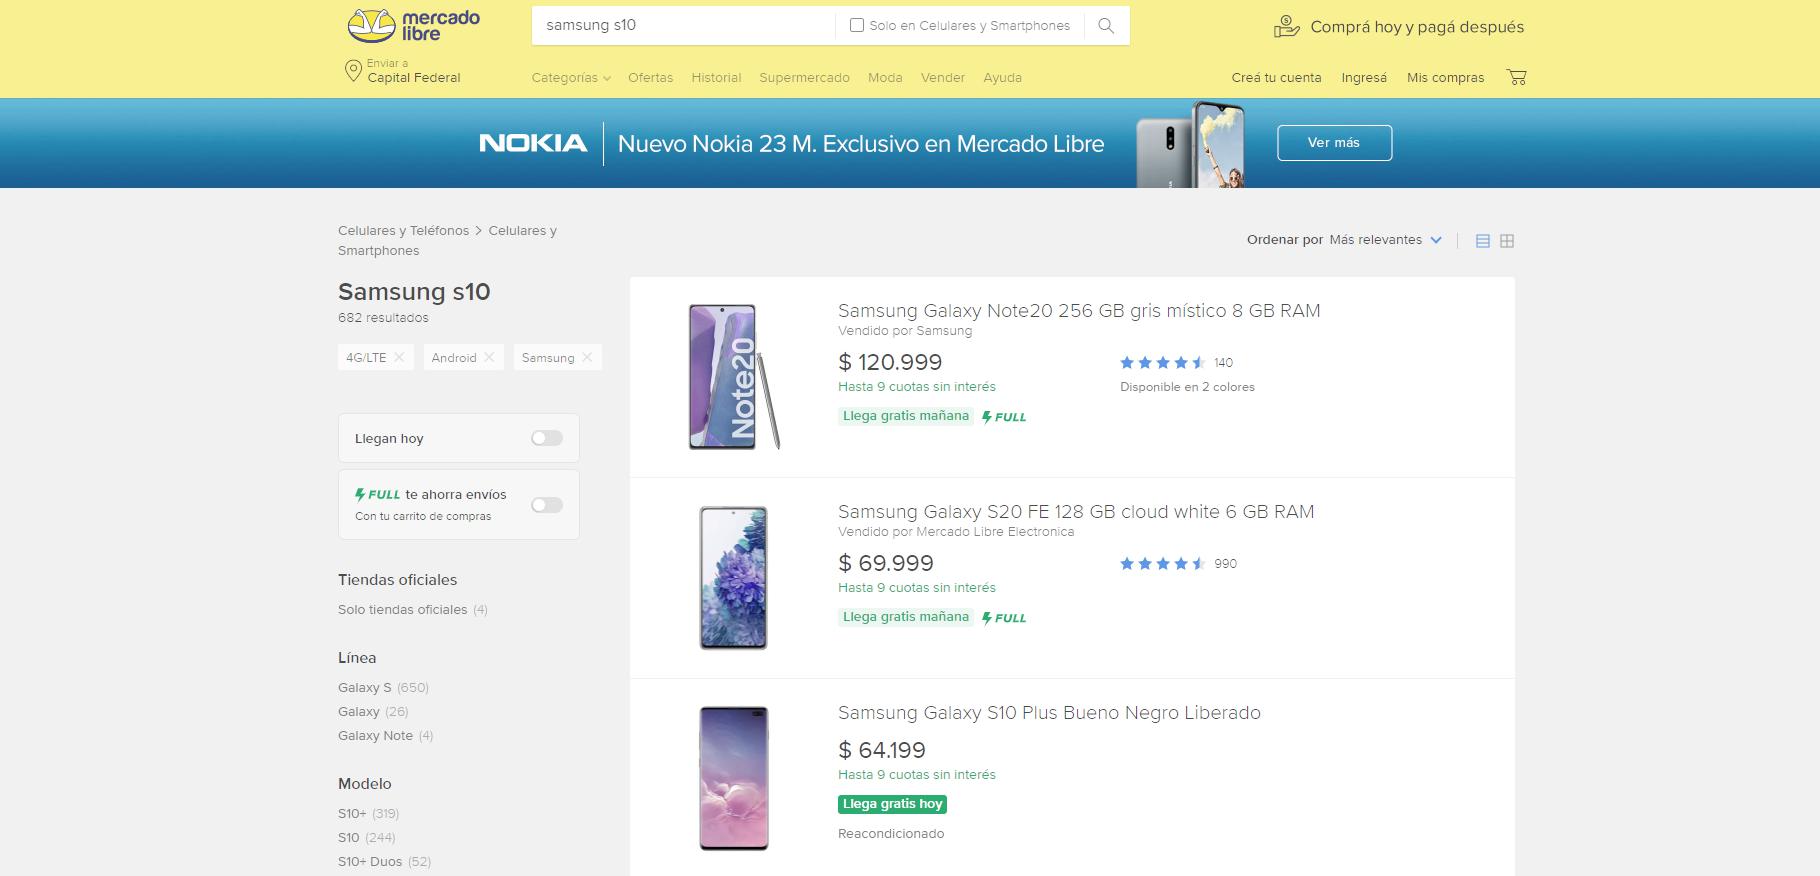 mercado
libre
samsung s10
Solo en Celulares y Smartphones
Comprá hoy y pagá después
Enviar a
Capital Federal
Categorías
Ofertas
Historial
Supermercado
Moda
Vender
Ayuda
Creá tu cuenta
Ingresá
Mis compras
NOKIA
Nuevo Nokia 23 M. Exclusivo en Mercado Libre
Ver más
Celulares y Teléfonos > Celulares y
Smartphones
Ordenar por Más relevantes
Samsung s10
682 resultados
4G/LTE
Android
Samsung
Llegan hoy
FULL te ahorra envíos
Con tu carrito de compras
Tiendas oficiales
Solo tiendas oficiales (4)
Línea
Galaxy S (650)
Galaxy (26)
Galaxy Note (4)
Modelo
S10+ (319)
S10 (244)
S10+ Duos (52)
Note20
Samsung Galaxy Note20 256 GB gris místico 8 GB RAM
Vendido por Samsung
$ 120.999
140
Hasta 9 cuotas sin interés
Disponible en 2 colores
Llega gratis mañana FULL
Samsung Galaxy S20 FE 128 GB cloud white 6 GB RAM
Vendido por Mercado Libre Electronica
$ 69.999
990
Hasta 9 cuotas sin interés
Llega gratis mañana FULL
Samsung Galaxy S10 Plus Bueno Negro Liberado
$ 64.199
Hasta 9 cuotas sin interés
Llega gratis hoy
Reacondicionado